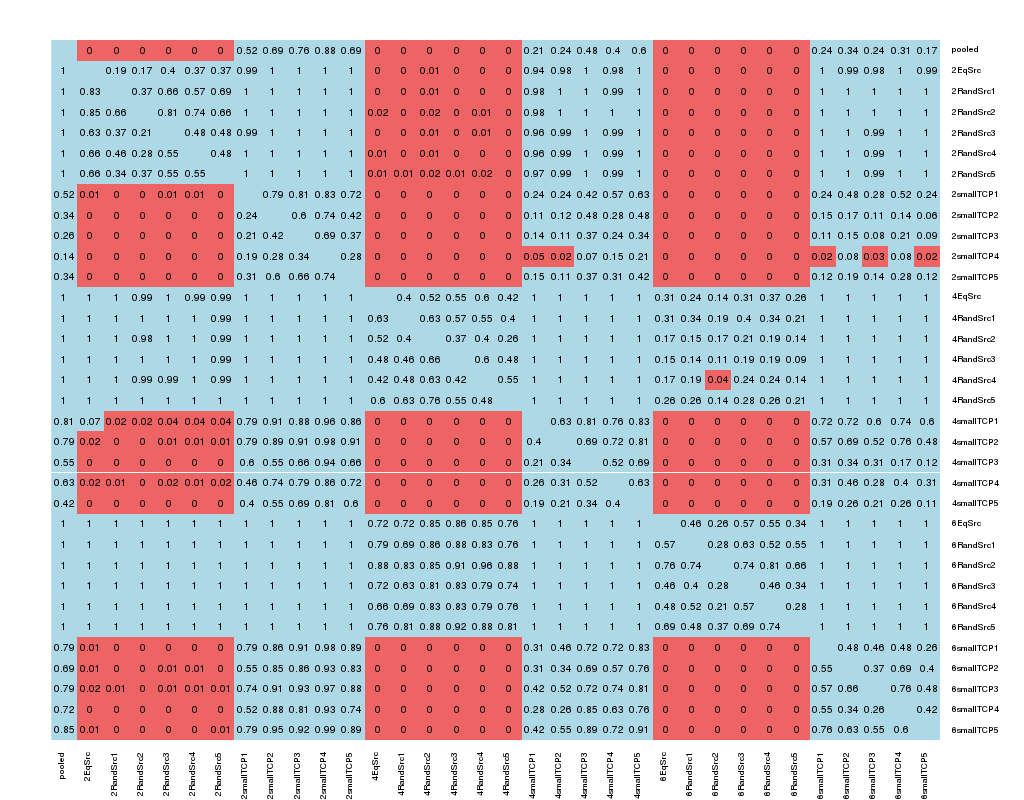 0 0 0 0 0 0 0.52 0.69 0.76 0.88 0.69 0 0 0 0 0 0 0.21 0.24 0.48 0.4 0.6 0 0 0 0 0 0 0.24 0.34 0.24 0.31 0.17 pooled
1 0.19 0.17 0.4 0.37 0.37 0.99 1 1 1 1 0 0 0.01 0 0 0 0.94 0.98 1 0.98 1 0 0 0 0 0 0 1 0.99 0.98 1 0.99 2EqSrc
1 0.83 0.37 0.66 0.57 0.69 1 1 1 1 1 0 0 0.01 0 0 0 0.98 1 1 0.99 1 0 0 0 0 0 0 1 1 1 1 1 2RandSrc1
1 0.85 0.66 0.81 0.74 0.66 1 1 1 1 1 0.02 0 0.02 0 0.01 0 0.98 1 1 1 1 0 0 0 0 0 0 1 1 1 1 1 2RandSrc2
1 0.63 0.37 0.21 0.48 0.48 0.99 1 1 1 1 0 0 0.01 0 0.01 0 0.96 0.99 1 0.99 1 0 0 0 0 0 0 1 1 0.99 1 1 2RandSrc3
1 0.66 0.46 0.28 0.55 0.48 1 1 1 1 1 0.01 0 0.01 0 0 0 0.96 0.99 1 0.99 1 0 0 0 0 0 0 1 1 0.99 1 1 2RandSrc4
1 0.66 0.34 0.37 0.55 0.55 1 1 1 1 1 0.01 0.01 0.02 0.01 0.02 0 0.97 0.99 1 0.99 1 0 0 0 0 0 0 1 1 0.99 1 1 2RandSrc5
0.52 0.01 0 0 0.01 0.01 0 0.79 0.81 0.83 0.72 0 0 0 0 0 0 0.24 0.24 0.42 0.57 0.63 0 0 0 0 0 0 0.24 0.48 0.28 0.52 0.24 2smallTCP1
0.34 0 0 0 0 0 0 0.24 0.6 0.74 0.42 0 0 0 0 0 0 0.11 0.12 0.48 0.28 0.48 0 0 0 0 0 0 0.15 0.17 0.11 0.14 0.06 2smallTCP2
0.26 0 0 0 0 0 0 0.21 0.42 0.69 0.37 0 0 0 0 0 0 0.14 0.11 0.37 0.24 0.34 0 0 0 0 0 0 0.11 0.15 0.08 0.21 0.09 2smallTCP3
0.14 0 0 0 0 0 0 0.19 0.28 0.34 0.28 0 0 0 0 0 0 0.05 0.02 0.07 0.15 0.21 0 0 0 0 0 0 0.02 0.08 0.03 0.08 0.02 2smallTCP4
0.34 0 0 0 0 0 0 0.31 0.6 0.66 0.74 0 0 0 0 0 0 0.15 0.11 0.37 0.31 0.42 0 0 0 0 0 0 0.12 0.19 0.14 0.28 0.12 2smallTCP5
1 1 1 0.99 1 0.99 0.99 1 1 1 1 1 0.4 0.52 0.55 0.6 0.42 1 1 1 1 1 0.31 0.24 0.14 0.31 0.37 0.26 1 1 1 1 1 4EqSrc
1 1 1 1 1 1 0.99 1 1 1 1 1 0.63 0.63 0.57 0.55 0.4 1 1 1 1 1 0.31 0.34 0.19 0.4 0.34 0.21 1 1 1 1 1 4RandSrc1
1 1 1 0.98 1 1 0.99 1 1 1 1 1 0.52 0.4 0.37 0.4 0.26 1 1 1 1 1 0.17 0.15 0.17 0.21 0.19 0.14 1 1 1 1 1 4RandSrc2
1 1 1 1 1 1 0.99 1 1 1 1 1 0.48 0.46 0.66 0.6 0.48 1 1 1 1 1 0.15 0.14 0.11 0.19 0.19 0.09 1 1 1 1 1 4RandSrc3
1 1 1 0.99 0.99 1 0.99 1 1 1 1 1 0.42 0.48 0.63 0.42 0.55 1 1 1 1 1 0.17 0.19 0.04 0.24 0.24 0.14 1 1 1 1 1 4RandSrc4
1 1 1 1 1 1 1 1 1 1 1 1 0.6 0.63 0.76 0.55 0.48 1 1 1 1 1 0.26 0.26 0.14 0.28 0.26 0.21 1 1 1 1 1 4RandSrc5
0.81 0.07 0.02 0.02 0.04 0.04 0.04 0.79 0.91 0.88 0.96 0.86 0 0 0 0 0 0 0.63 0.81 0.76 0.83 0 0 0 0 0 0 0.72 0.72 0.6 0.74 0.6 4smallTCP1
0.79 0.02 0 0 0.01 0.01 0.01 0.79 0.89 0.91 0.98 0.91 0 0 0 0 0 0 0.4 0.69 0.72 0.81 0 0 0 0 0 0 0.57 0.69 0.52 0.76 0.48 4smallTCP2
0.55 0 0 0 0 0 0 0.6 0.55 0.66 0.94 0.66 0 0 0 0 0 0 0.21 0.34 0.52 0.69 0 0 0 0 0 0 0.31 0.34 0.31 0.17 0.12 4smallTCP3
0.63 0.02 0.01 0 0.02 0.01 0.02 0.46 0.74 0.79 0.86 0.72 0 0 0 0 0 0 0.26 0.31 0.52 0.63 0 0 0 0 0 0 0.31 0.46 0.28 0.4 0.31 4smallTCP4
0.42 0 0 0 0 0 0 0.4 0.55 0.69 0.81 0.6 0 0 0 0 0 0 0.19 0.21 0.34 0.4 0 0 0 0 0 0 0.19 0.26 0.21 0.26 0.11 4smallTCP5
1 1 1 1 1 1 1 1 1 1 1 1 0.72 0.72 0.85 0.86 0.85 0.76 1 1 1 1 1 0.46 0.26 0.57 0.55 0.34 1 1 1 1 1 6EqSrc
1 1 1 1 1 1 1 1 1 1 1 1 0.79 0.69 0.86 0.88 0.83 0.76 1 1 1 1 1 0.57 0.28 0.63 0.52 0.55 1 1 1 1 1 6RandSrc1
1 1 1 1 1 1 1 1 1 1 1 1 0.88 0.83 0.85 0.91 0.96 0.88 1 1 1 1 1 0.76 0.74 0.74 0.81 0.66 1 1 1 1 1 6RandSrc2
1 1 1 1 1 1 1 1 1 1 1 1 0.72 0.63 0.81 0.83 0.79 0.74 1 1 1 1 1 0.46 0.4 0.28 0.46 0.34 1 1 1 1 1 6RandSrc3
1 1 1 1 1 1 1 1 1 1 1 1 0.66 0.69 0.83 0.83 0.79 0.76 1 1 1 1 1 0.48 0.52 0.21 0.57 0.28 1 1 1 1 1 6RandSrc4
1 1 1 1 1 1 1 1 1 1 1 1 0.76 0.81 0.88 0.92 0.88 0.81 1 1 1 1 1 0.69 0.48 0.37 0.69 0.74 1 1 1 1 1 6RandSrc5
0.79 0.01 0 0 0 0 0 0.79 0.86 0.91 0.98 0.89 0 0 0 0 0 0 0.31 0.46 0.72 0.72 0.83 0 0 0 0 0 0 0.48 0.46 0.48 0.26 6smallTCP1
0.69 0.01 0 0 0.01 0.01 0 0.55 0.85 0.86 0.93 0.83 0 0 0 0 0 0 0.31 0.34 0.69 0.57 0.76 0 0 0 0 0 0 0.55 0.37 0.69 0.4 6smallTCP2
0.79 0.02 0.01 0 0.01 0.01 0.01 0.74 0.91 0.93 0.97 0.88 0 0 0 0 0 0 0.42 0.52 0.72 0.74 0.81 0 0 0 0 0 0 0.57 0.66 0.76 0.48 6smallTCP3
0.72 0 0 0 0 0 0 0.52 0.88 0.81 0.93 0.74 0 0 0 0 0 0 0.28 0.26 0.85 0.63 0.76 0 0 0 0 0 0 0.55 0.34 0.26 0.42 6smallTCP4
0.85 0.01 0 0 0 0 0.01 0.79 0.95 0.92 0.99 0.89 0 0 0 0 0 0 0.42 0.55 0.89 0.72 0.91 0 0 0 0 0 0 0.76 0.63 0.55 0.6 6smallTCP5
pooled 2EqSrc 2RandSrc1 2RandSrc2 2RandSrc3 2RandSrc4 2RandSrc5 2smallTCP1 2smallTCP2 2smallTCP3 2smallTCP4 2smallTCP5 4EqSrc 4RandSrc1 4RandSrc2 4RandSrc3 4RandSrc4 4RandSrc5 4smallTCP1 4smallTCP2 4smallTCP3 4smallTCP4 4smallTCP5 6EqSrc 6RandSrc1 6RandSrc2 6RandSrc3 6RandSrc4 6RandSrc5 6smallTCP1 6smallTCP2 6smallTCP3 6smallTCP4 6smallTCP5